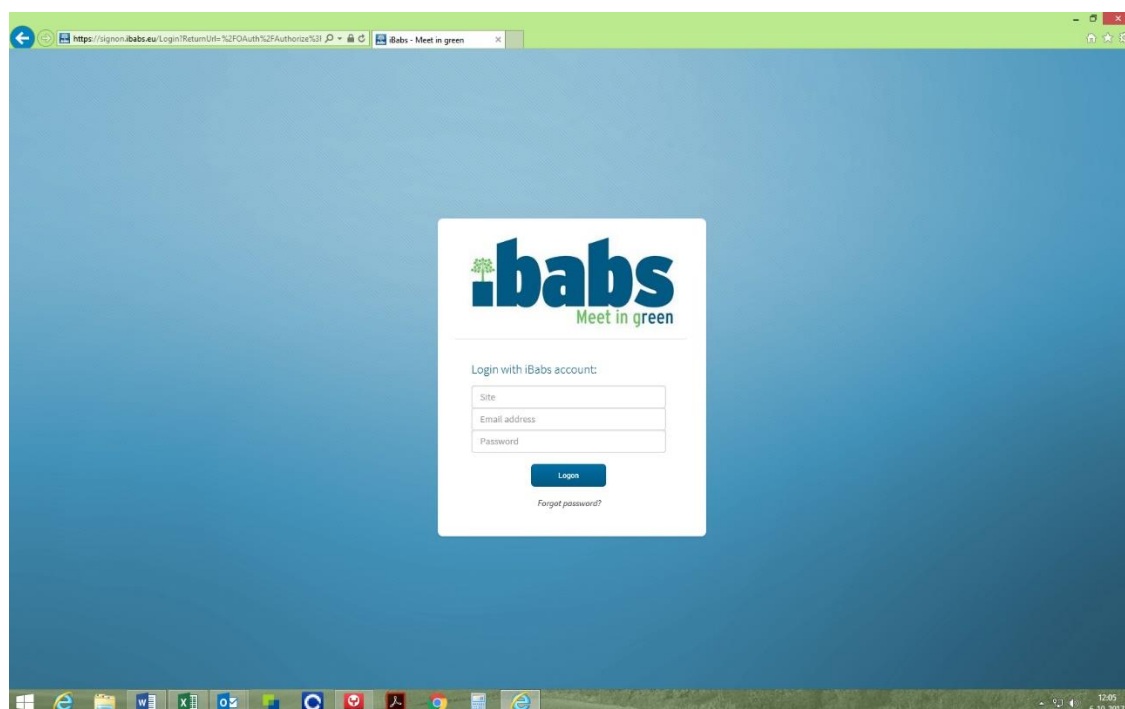 https://signon.ibabs.eu/Login?ReturnUrl=%2FOAuth%2FAuthorize%3
iBabs - Meet in green
ibabs
Meet in green
Login with iBabs account:
Site
Email address
Password
Logon
Forgot password?
12:05